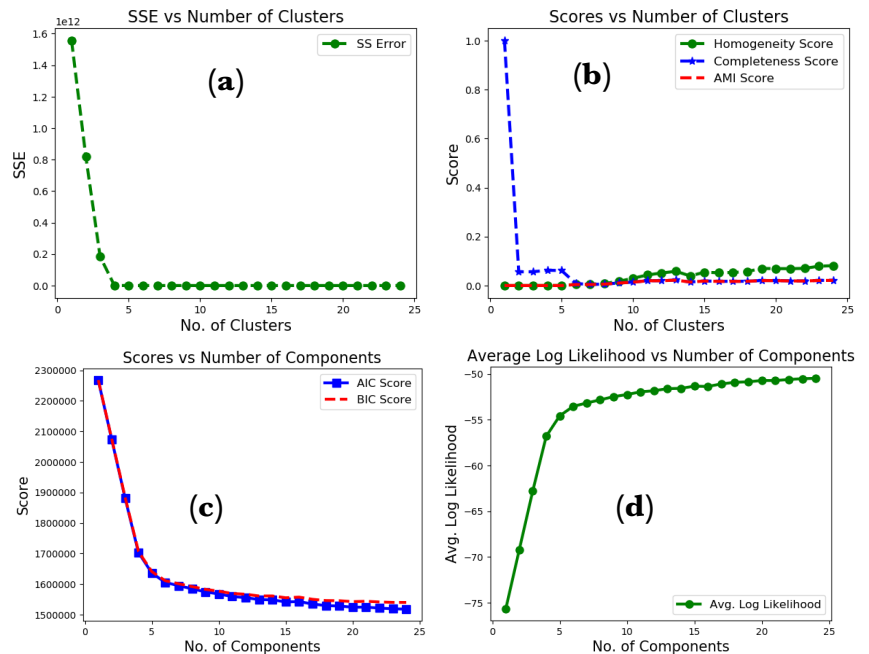 SSE vs Number of Clusters
1e12
SS Error
(a)
SSE
1.6
1.4
1.2
1.0
0.8
0.6
0.4
0.2
0.0
0 5 10 15 20 25
No. of Clusters
Scores vs Number of Clusters
Homogeneity Score
Completeness Score
AMI Score
(b)
Score
1.0
0.8
0.6
0.4
0.2
0.0
0 5 10 15 20 25
No. of Clusters
Scores vs Number of Components
AIC Score
BIC Score
(c)
Score
2300000
2200000
2100000
2000000
1900000
1800000
1700000
1600000
1500000
0 5 10 15 20 25
No. of Components
Average Log Likelihood vs Number of Components
(d)
Avg. Log Likelihood
−50
−55
−60
−65
−70
−75
Avg. Log Likelihood
0 5 10 15 20 25
No. of Components